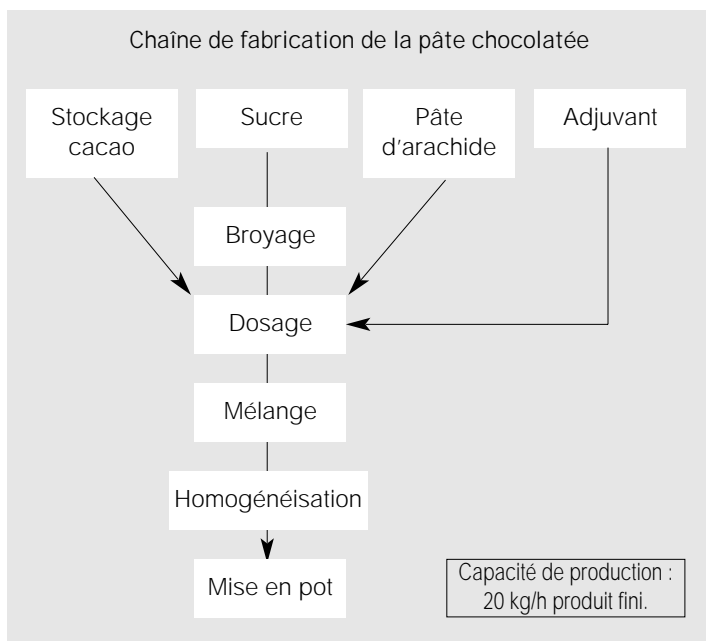 Chaîne de fabrication de la pâte chocolatée
Stockage
cacao
Sucre
Pâte
d'arachide
Adjuvant
Broyage
Dosage
Mélange
Homogénéisation
Mise en pot
Capacité de production :
20 kg/h produit fini.